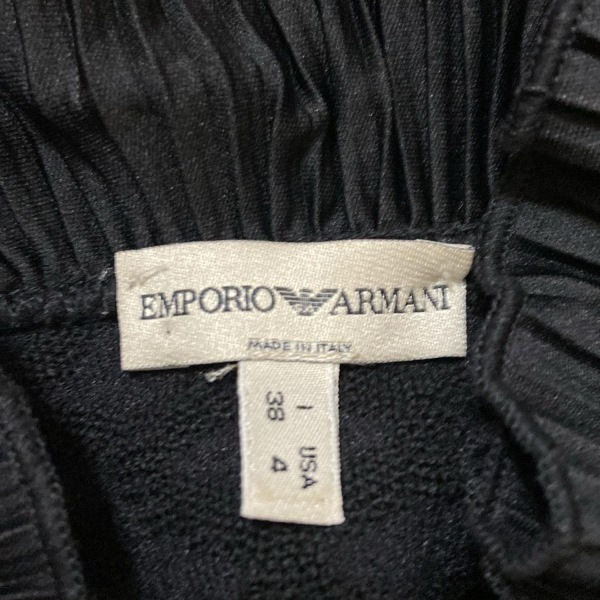 EMPORIO ARMANI
MADE IN ITALY
I USA
38 4